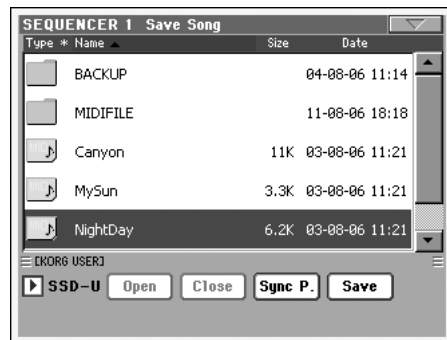 SEQUENCER 1 Save Song
Type * Name Size Date
BACKUP 04-08-06 11:14
MIDIFILE 11-08-06 18:18
Canyon 11K 03-08-06 11:21
MySun 3.3K 03-08-06 11:21
NightDay 6.2K 03-08-06 11:21
[KORG USER]
SSD-U Open Close Sync P. Save